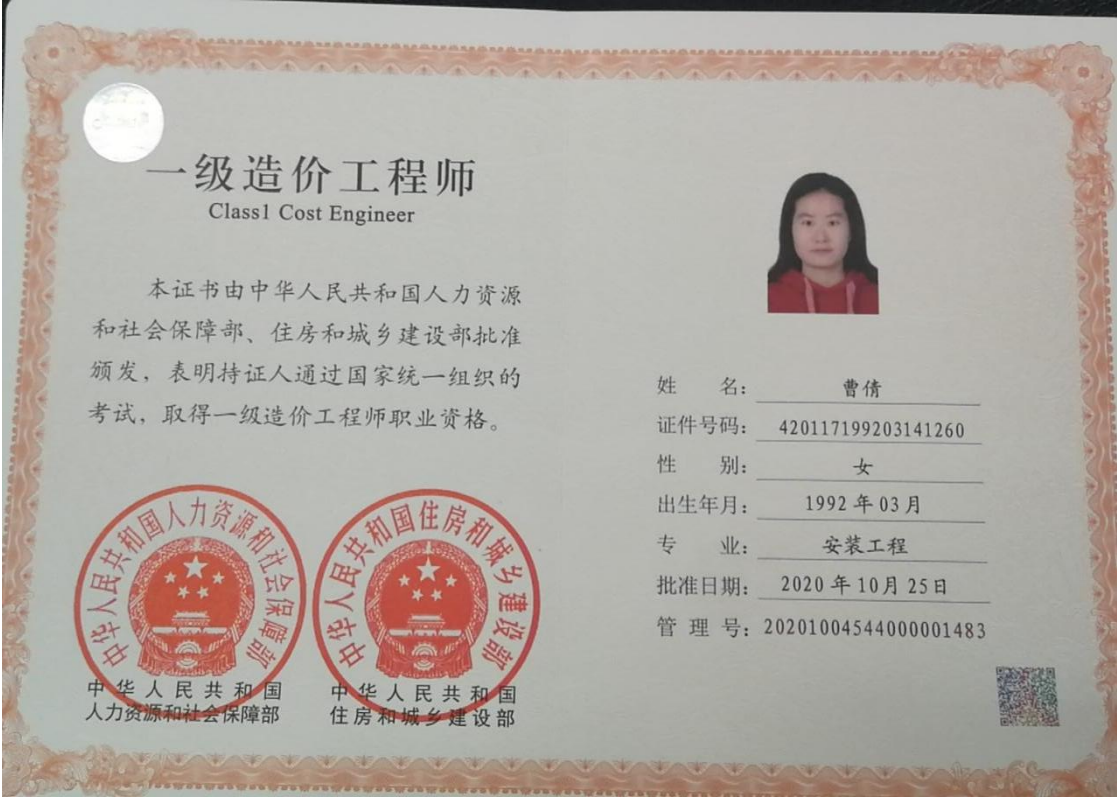 一级造价工程师
Class1 Cost Engineer
本证书由中华人民共和国人力资源
和社会保障部、住房和城乡建设部批准
颁发，表明持证人通过国家统一组织的
考试，取得一级造价工程师职业资格。
中华人民共和国人力资源和社会保障部
中华人民共和国住房和城乡建设部
中华人民共和国
人力资源和社会保障部
中华人民共和国
住房和城乡建设部
姓 名：曹倩
证件号码：420117199203141260
性 别：女
出生年月：1992 年 03 月
专 业：安装工程
批准日期：2020 年 10 月 25 日
管 理 号：20201004544000001483